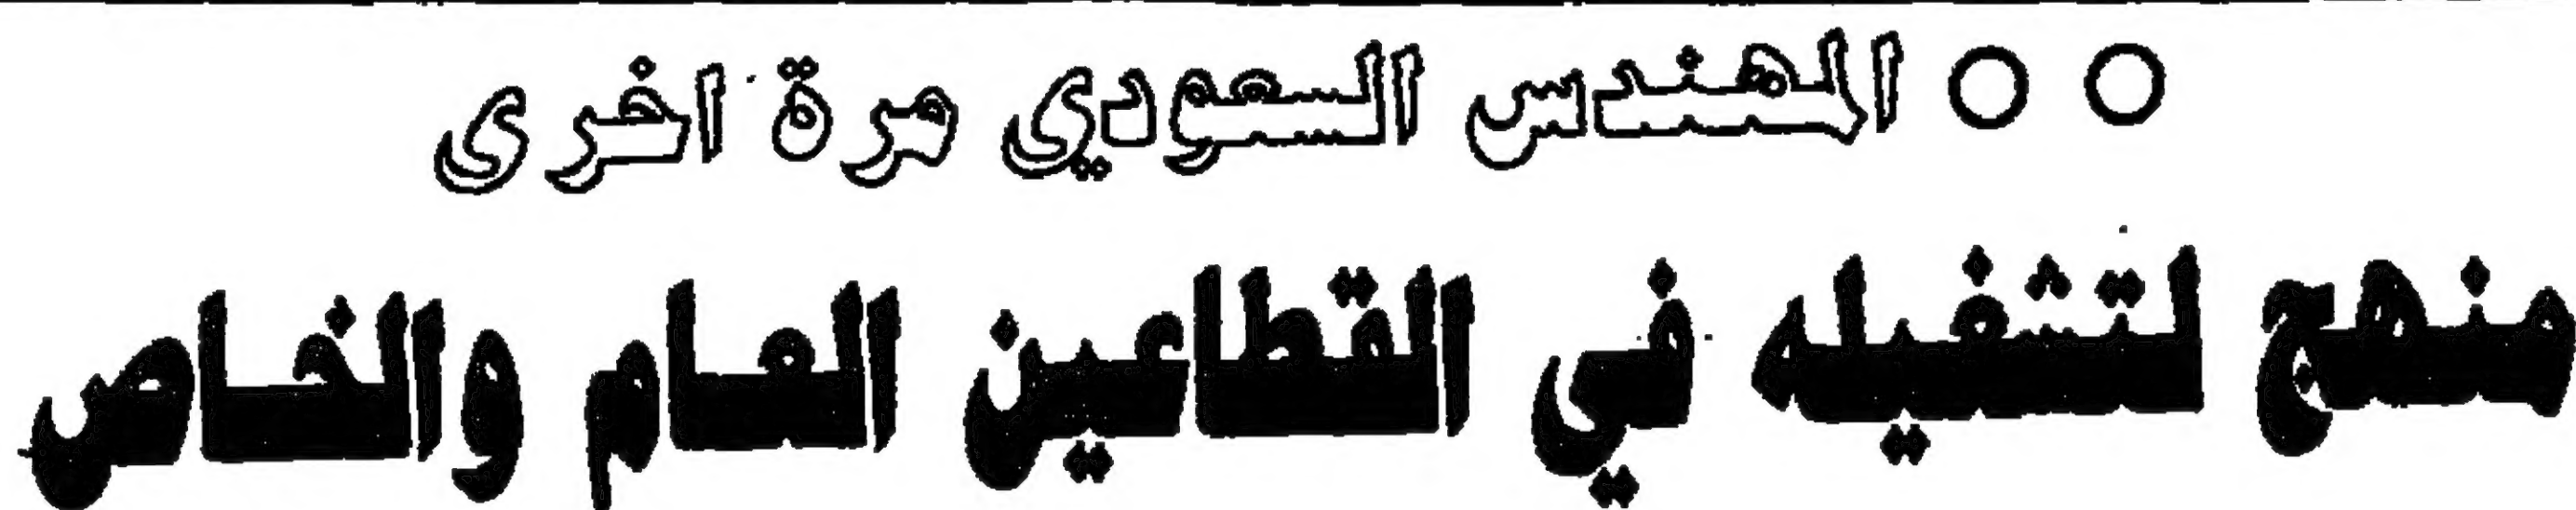 ○ ○ المهندس السعودي مرة اخرى
منهج لتشغيله في القطاعين العام والخاص